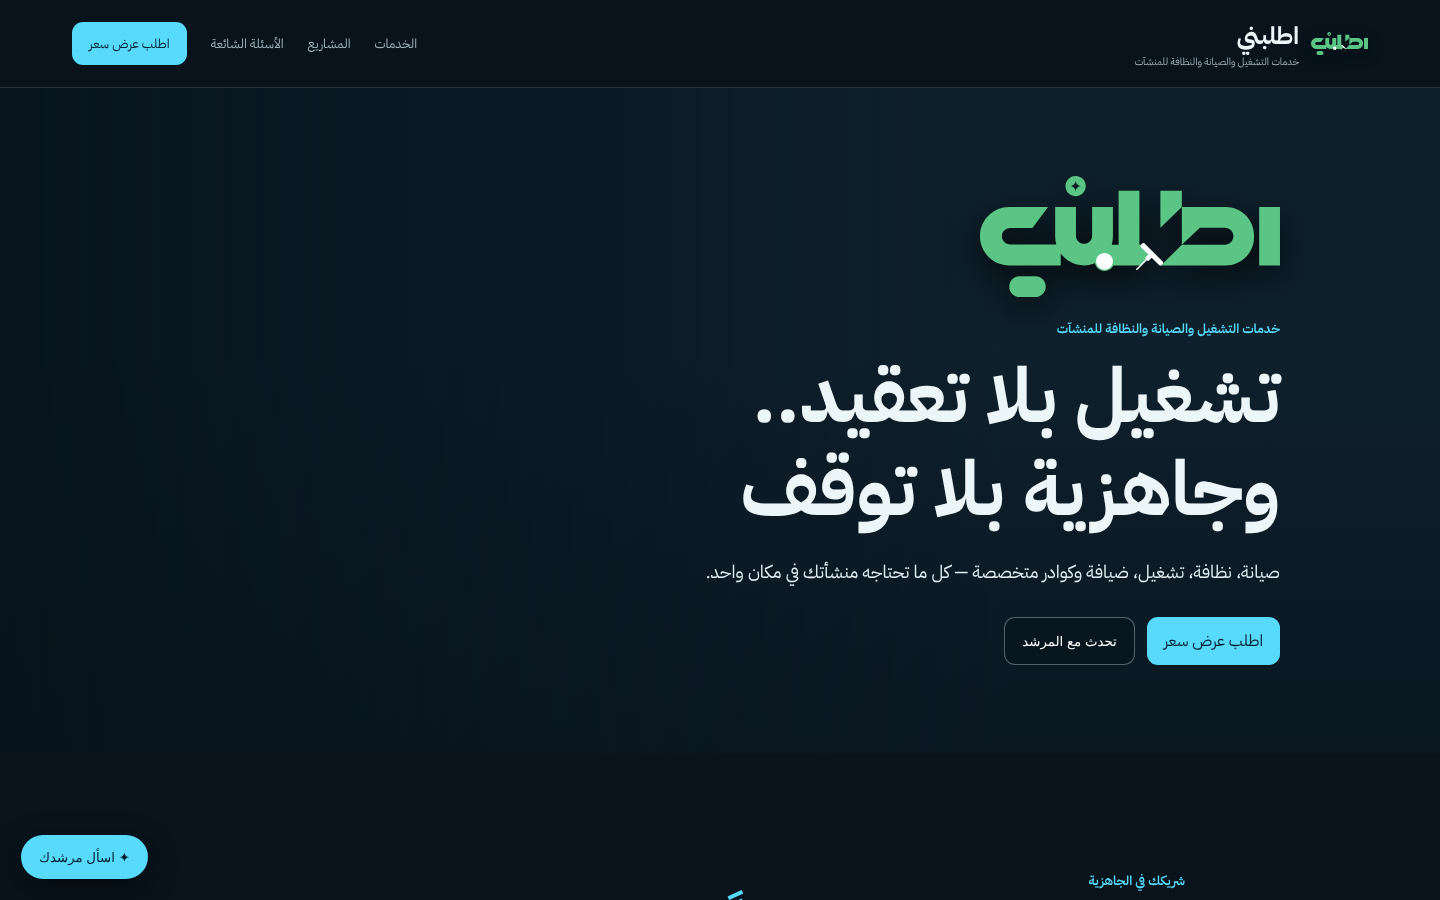 اطلبني
اطلبني
خدمات التشغيل والصيانة والنظافة للمنشآت
الخدمات
المشاريع
الأسئلة الشائعة
اطلب عرض سعر
اطلبني
خدمات التشغيل والصيانة والنظافة للمنشآت
تشغيل بلا تعقيد..
وجاهزية بلا توقف
صيانة، نظافة، تشغيل، ضيافة وكوادر متخصصة — كل ما تحتاجه منشأتك في مكان واحد.
اطلب عرض سعر
تحدث مع المرشد
شريكك في الجاهزية
✦ اسأل مرشدك